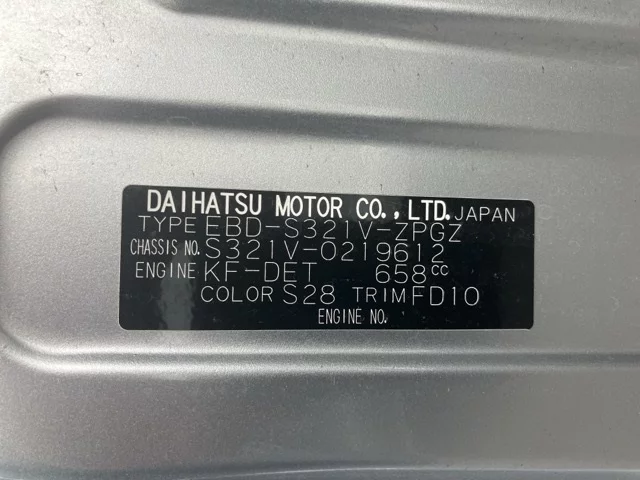 DAIHATSU MOTOR CO.,LTD. JAPAN
TYPE EBD-S321V-ZPGZ
CHASSIS NO. S321V-0219612
ENGINE KF-DET 658cc
COLOR S28 TRIM FD10
ENGINE NO.